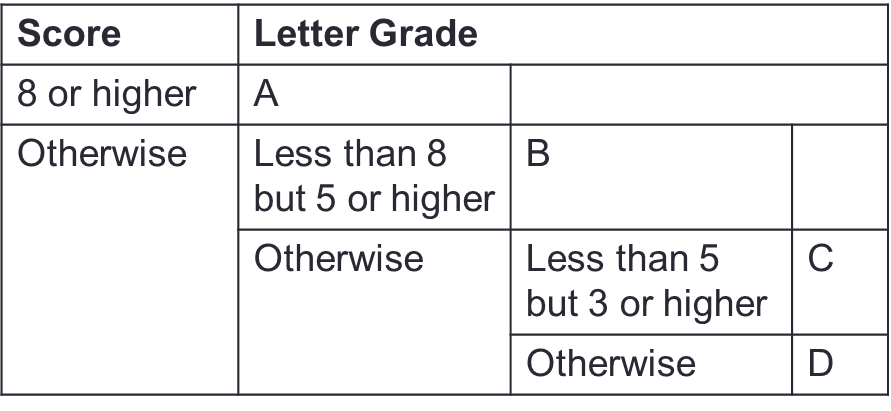 Score Letter Grade
8 or higher A
Otherwise Less than 8 B
but 5 or higher
Otherwise Less than 5 C
but 3 or higher
Otherwise D